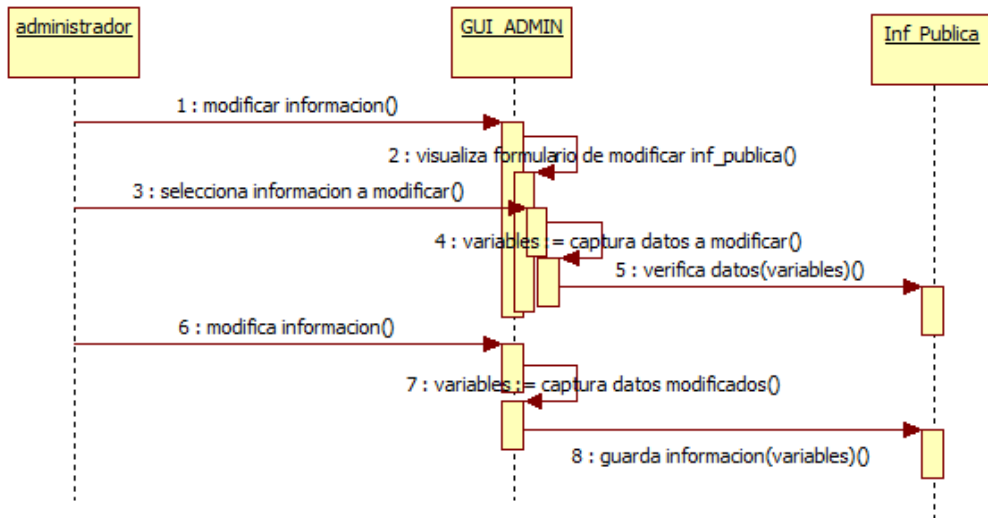 administrador
GUI_ADMIN
Inf_Publica
1 : modificar informacion()
2 : visualiza formulario de modificar inf_publica()
3 : selecciona informacion a modificar()
4 : variables := captura datos a modificar()
5 : verifica datos(variables)()
6 : modifica informacion()
7 : variables := captura datos modificados()
8 : guarda informacion(variables)()